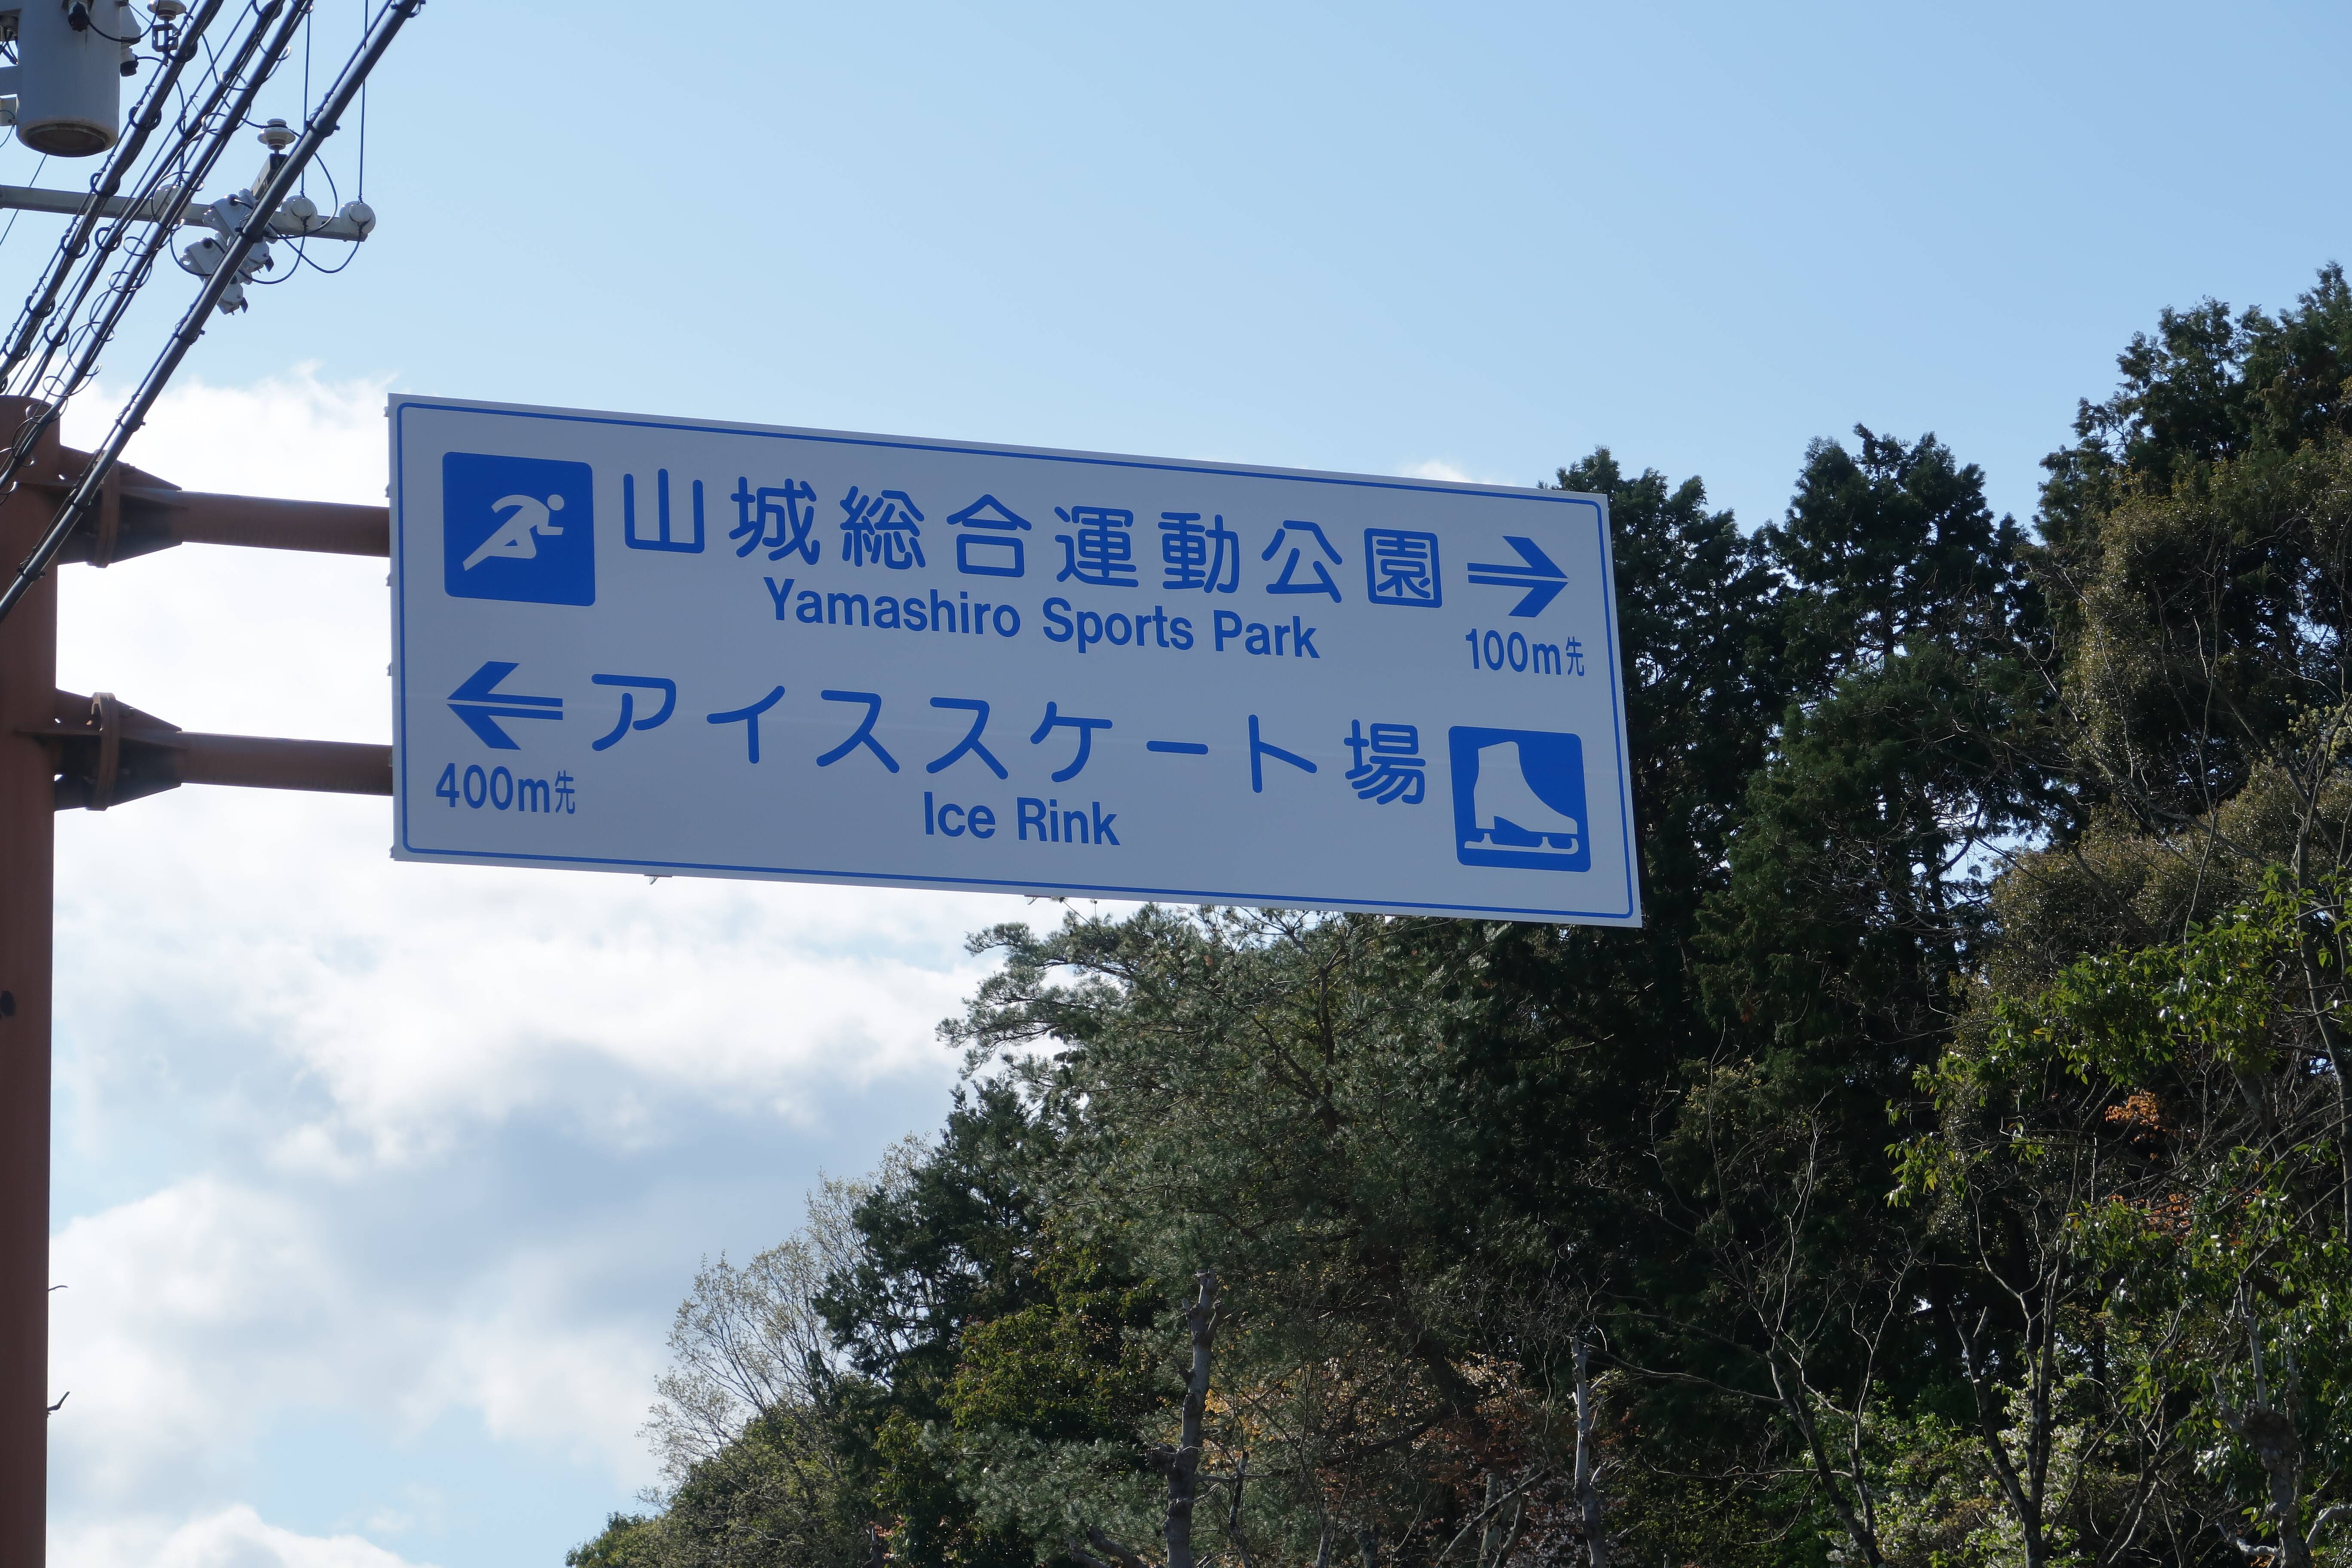 山城総合運動公園
Yamashiro Sports Park
100m先
アイススケート場
400m先
Ice Rink